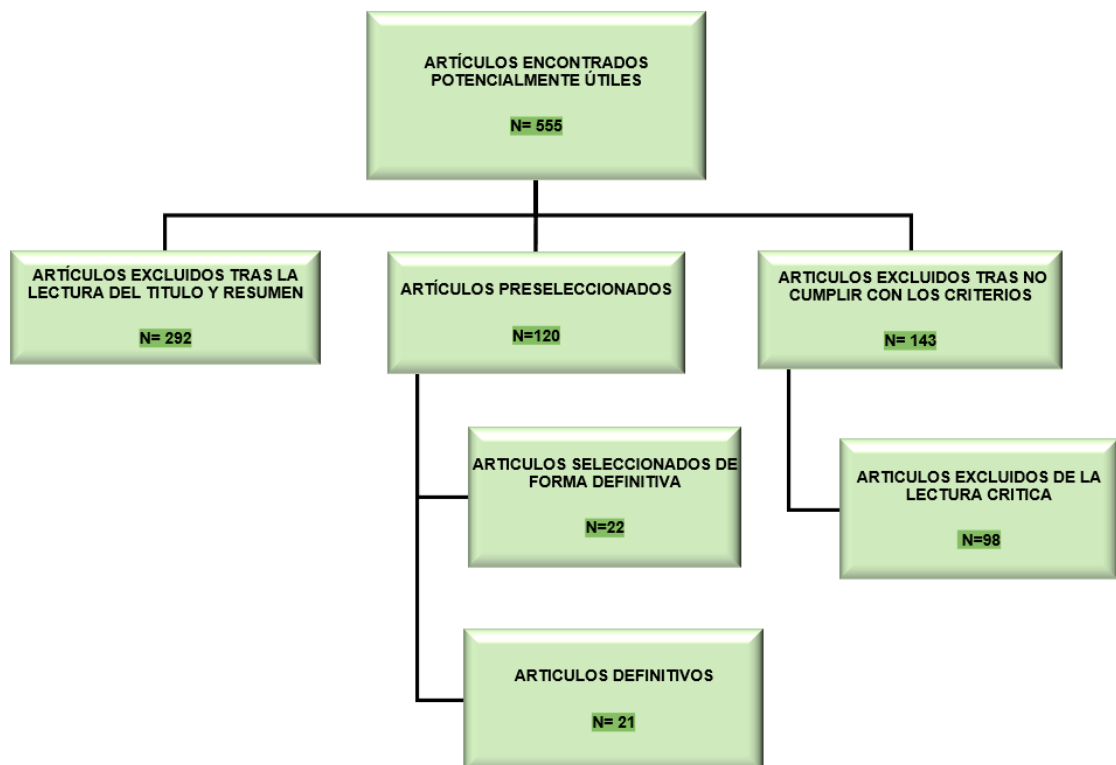 ARTÍCULOS ENCONTRADOS
POTENCIALMENTE ÚTILES
N= 555
ARTÍCULOS EXCLUIDOS TRAS LA
LECTURA DEL TITULO Y RESUMEN
N= 292
ARTÍCULOS PRESELECCIONADOS
N=120
ARTICULOS EXCLUIDOS TRAS NO
CUMPLIR CON LOS CRITERIOS
N= 143
ARTICULOS SELECCIONADOS DE
FORMA DEFINITIVA
N=22
ARTICULOS EXCLUIDOS DE LA
LECTURA CRITICA
N=98
ARTICULOS DEFINITIVOS
N= 21